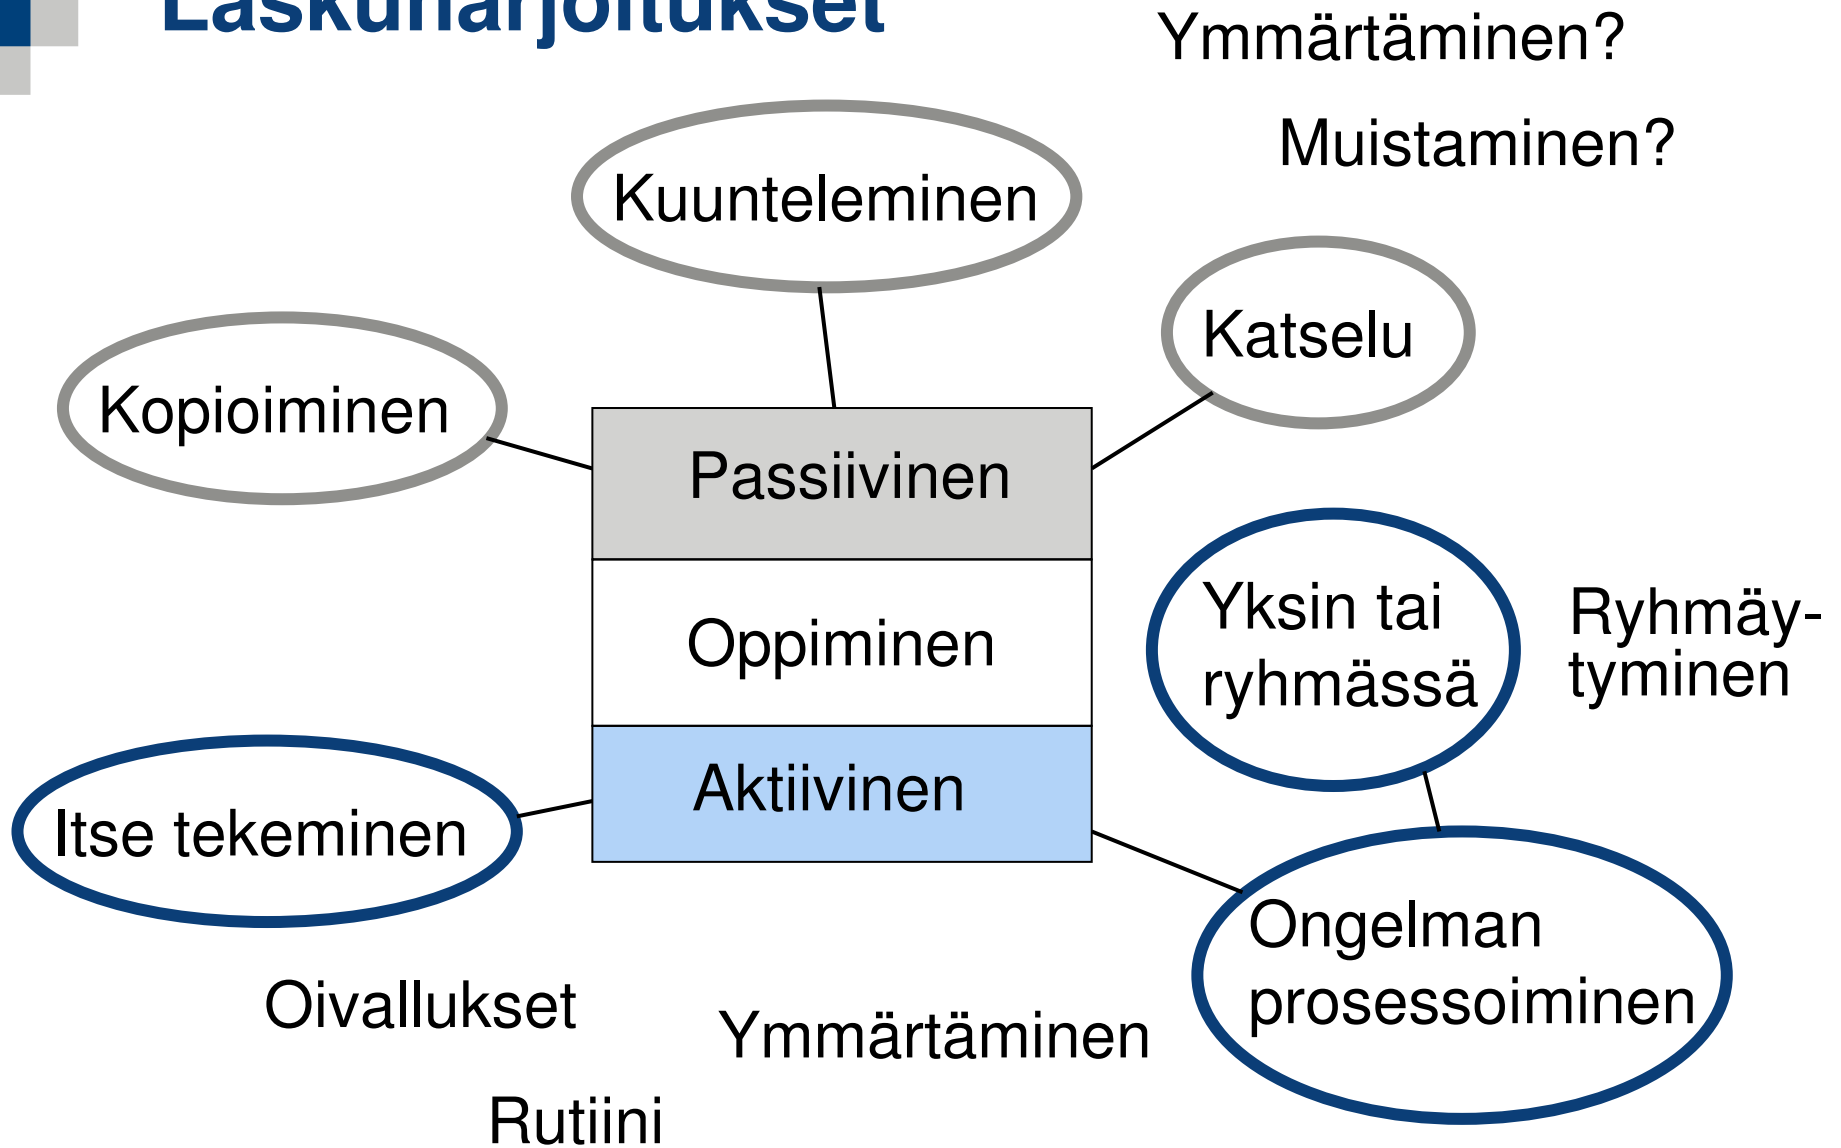 Laskuharjoitukset
Ymmärtäminen?
Muistaminen?
Kuunteleminen
Katselu
Kopioiminen
Passiivinen
Yksin tai
ryhmässä
Ryhmäy-
tyminen
Oppiminen
Aktiivinen
Itse tekeminen
Ongelman
prosessoiminen
Oivallukset
Ymmärtäminen
Rutiini